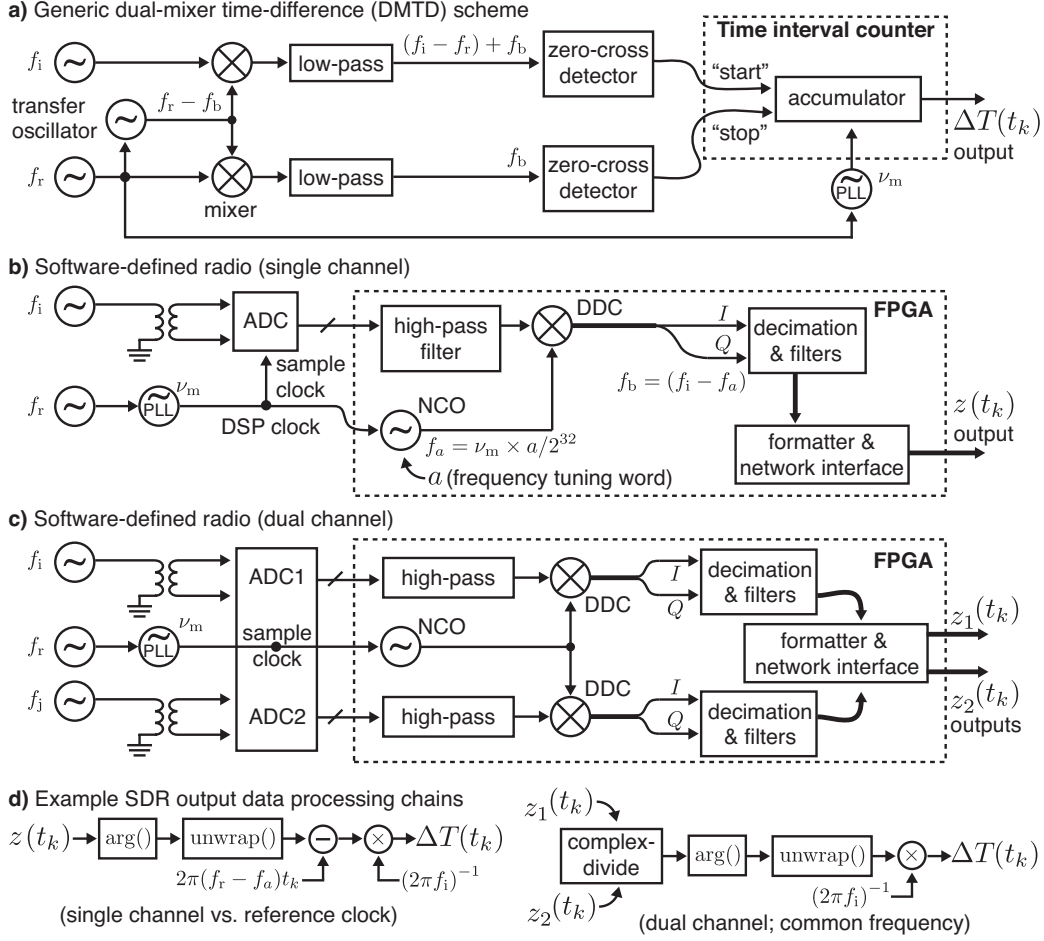 a) Generic dual-mixer time-difference (DMTD) scheme
Time interval counter
f_i
low-pass
(f_i − f_r) + f_b
zero-cross
detector
"start"
accumulator
ΔT(t_k)
output
transfer
oscillator
f_r − f_b
"stop"
f_r
mixer
low-pass
f_b
zero-cross
detector
PLL
ν_m
b) Software-defined radio (single channel)
f_i
ADC
high-pass
filter
DDC
I
Q
decimation
& filters
FPGA
sample
clock
f_b = (f_i − f_a)
f_r
PLL
ν_m
DSP clock
NCO
f_a = ν_m × a/2^32
a (frequency tuning word)
formatter &
network interface
z(t_k)
output
c) Software-defined radio (dual channel)
f_i
ADC1
high-pass
DDC
I
Q
decimation
& filters
FPGA
f_r
PLL
ν_m
sample
clock
NCO
formatter &
network interface
z_1(t_k)
z_2(t_k)
outputs
f_j
ADC2
high-pass
DDC
I
Q
decimation
& filters
d) Example SDR output data processing chains
z(t_k)
arg()
unwrap()
−
×
ΔT(t_k)
2π(f_r − f_a)t_k
(2πf_i)^−1
(single channel vs. reference clock)
z_1(t_k)
complex-
divide
z_2(t_k)
arg()
unwrap()
×
ΔT(t_k)
(2πf_i)^−1
(dual channel; common frequency)